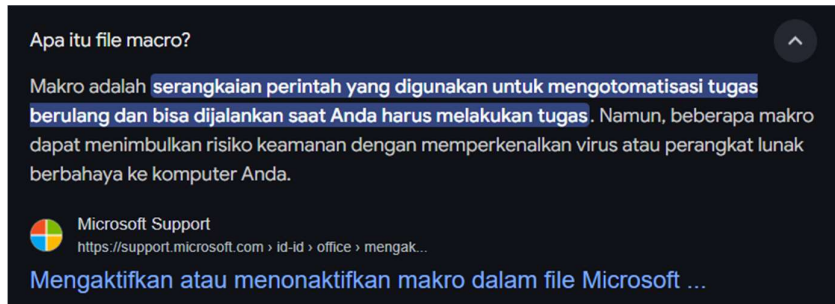 Apa itu file macro?
Makro adalah serangkaian perintah yang digunakan untuk mengotomatisasi tugas
berulang dan bisa dijalankan saat Anda harus melakukan tugas. Namun, beberapa makro
dapat menimbulkan risiko keamanan dengan memperkenalkan virus atau perangkat lunak
berbahaya ke komputer Anda.
Microsoft Support
https://support.microsoft.com › id-id › office › mengak...
Mengaktifkan atau menonaktifkan makro dalam file Microsoft ...